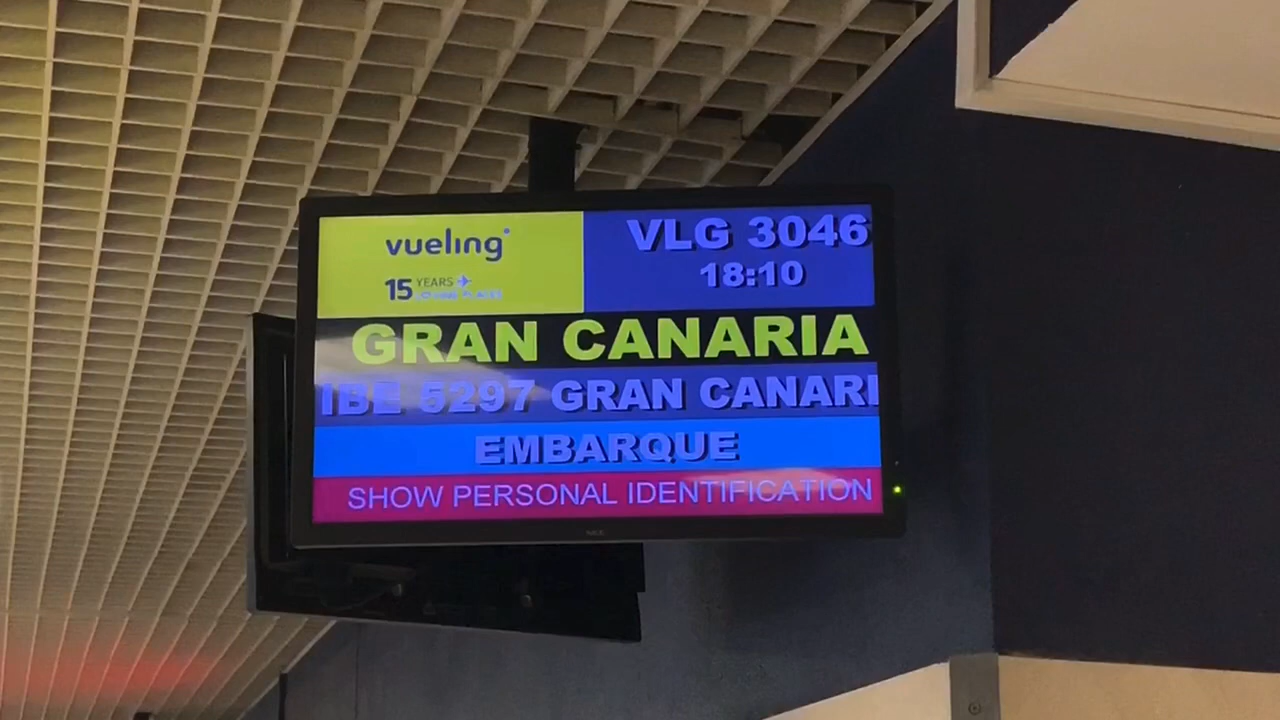 vueling
VLG 3046
18:10
15 YEARS
GRAN CANARIA
IBE 5297 GRAN CANARI
EMBARQUE
SHOW PERSONAL IDENTIFICATION
NEC